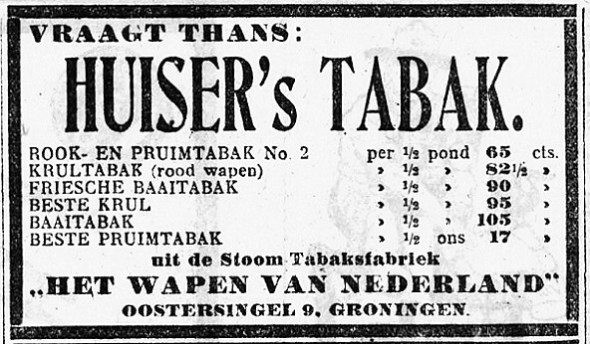 VRAAGT THANS:
HUISER's TABAK.
ROOK- EN PRUIMTABAK No. 2 per ½ pond 65 cts.
KRULTABAK (rood wapen) » ½ » 82½ »
FRIESCHE BAAITABAK » ½ » 90 »
BESTE KRUL » ½ » 95 »
BAAITABAK » ½ » 105 »
BESTE PRUIMTABAK » ½ ons 17 »
uit de Stoom-Tabaksfabriek
„HET WAPEN VAN NEDERLAND”
OOSTERSINGEL 9, GRONINGEN.